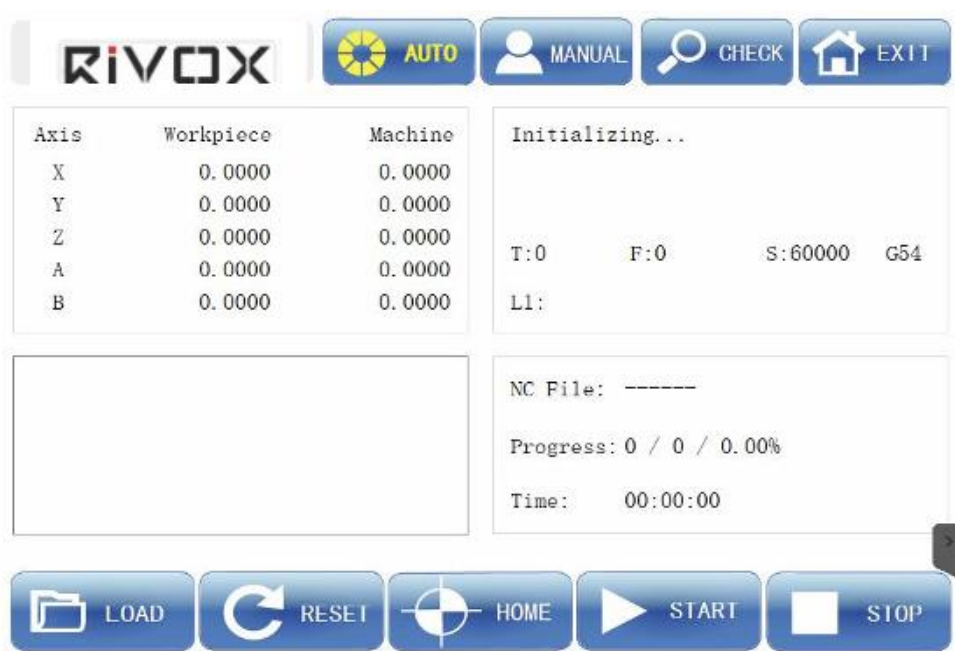 RiVOX
AUTO
MANUAL
CHECK
EXIT
Axis Workpiece Machine
X 0.0000 0.0000
Y 0.0000 0.0000
Z 0.0000 0.0000
A 0.0000 0.0000
B 0.0000 0.0000
Initializing...
T:0 F:0 S:60000 G54
L1:
NC File: ------
Progress: 0 / 0 / 0.00%
Time: 00:00:00
LOAD
RESET
HOME
START
STOP